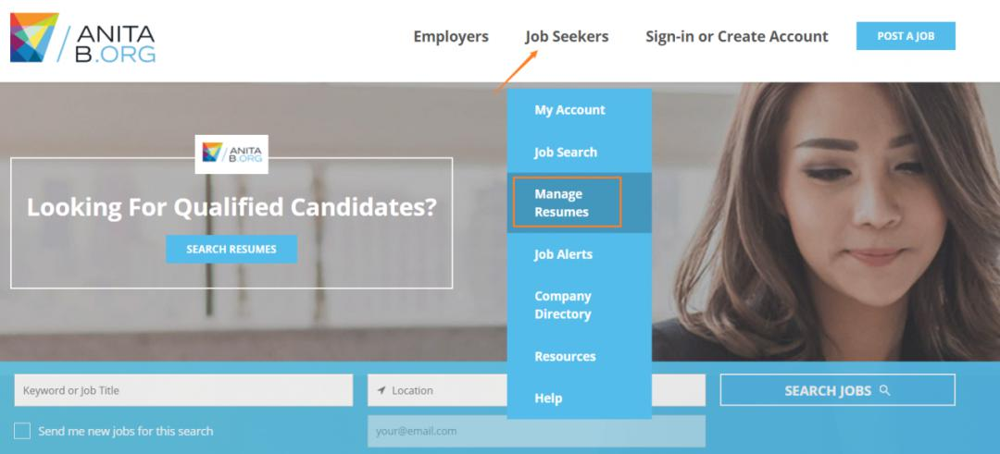 ANITA
B.ORG
Employers
Job Seekers
Sign-in or Create Account
POST A JOB
ANITA
B.ORG
Looking For Qualified Candidates?
SEARCH RESUMES
My Account
Job Search
Manage
Resumes
Job Alerts
Company
Directory
Resources
Help
Keyword or Job Title
Location
SEARCH JOBS
Send me new jobs for this search
your@email.com